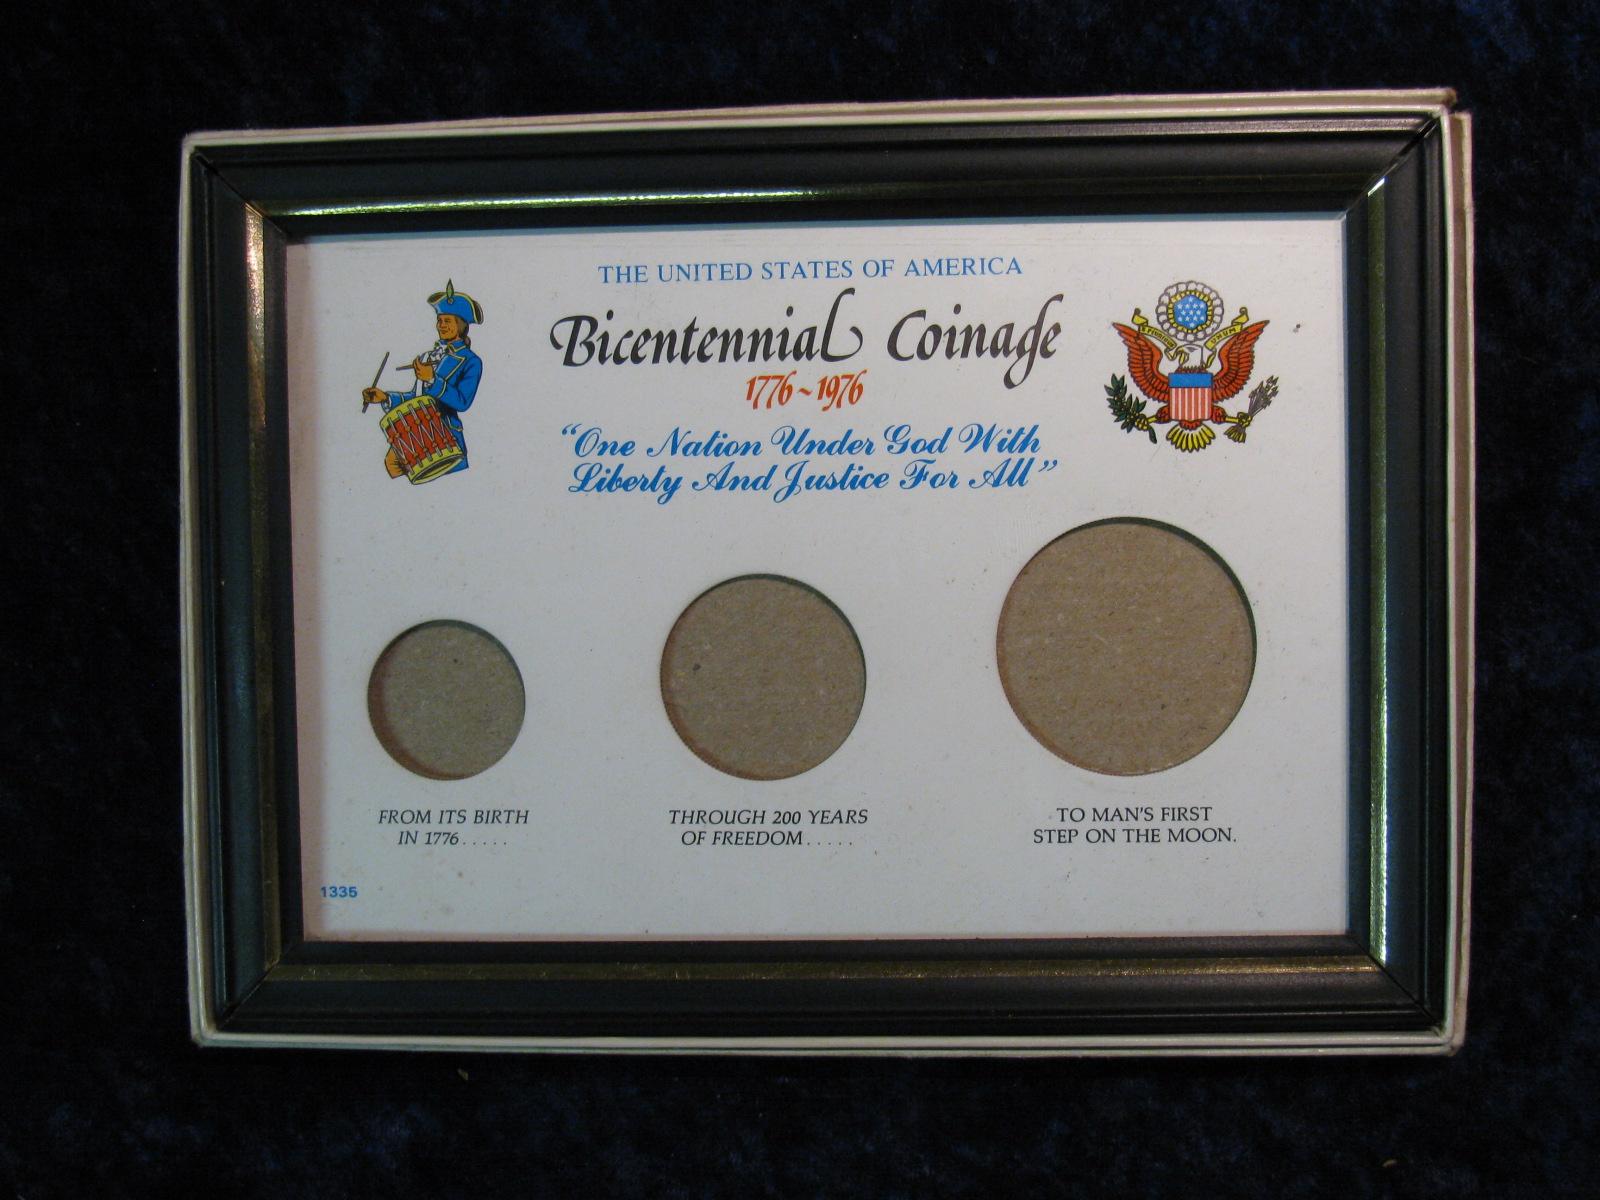 THE UNITED STATES OF AMERICA
Bicentennial Coinage
1776~1976
“One Nation Under God With
Liberty And Justice For All”
FROM ITS BIRTH
IN 1776.....
THROUGH 200 YEARS
OF FREEDOM.....
TO MAN'S FIRST
STEP ON THE MOON.
1335